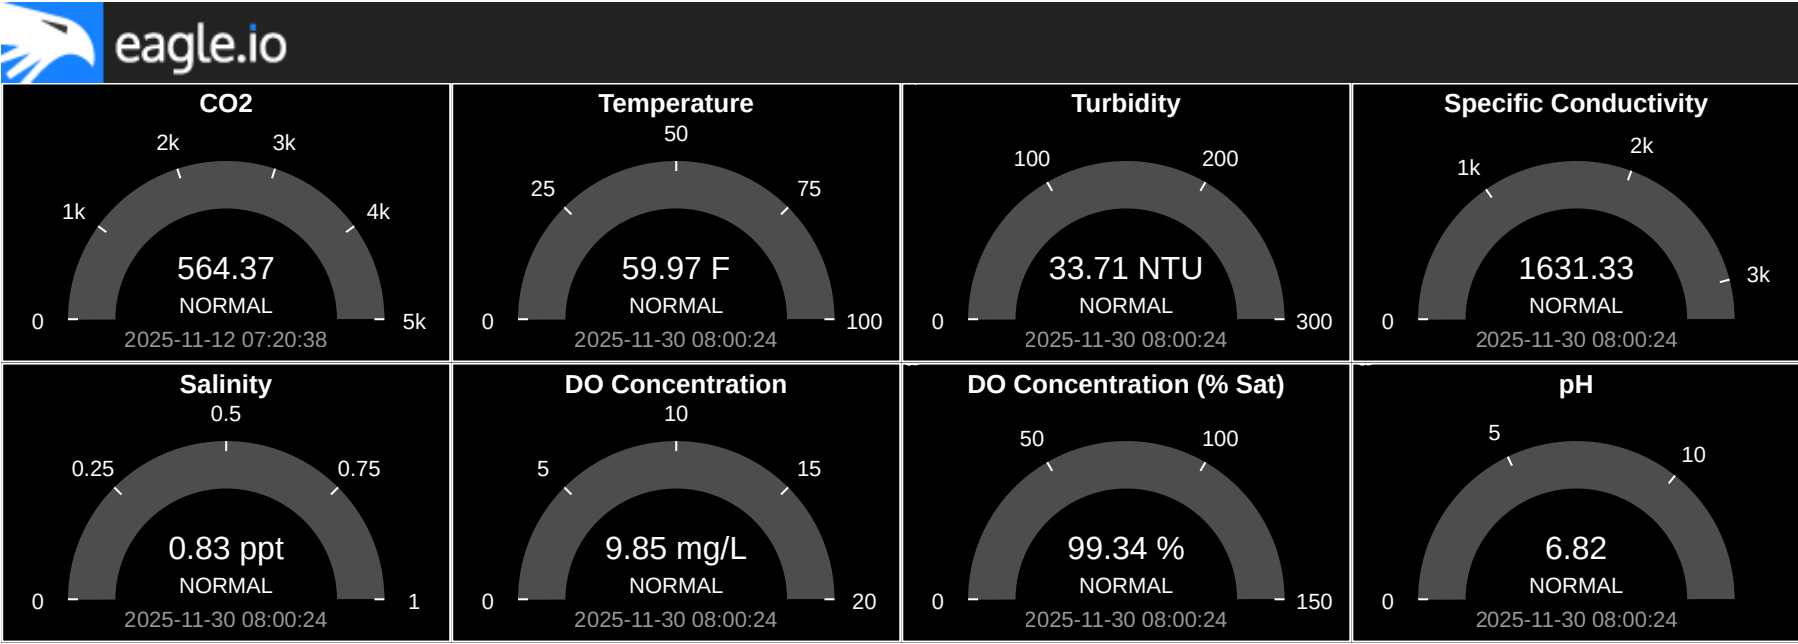 eagle.io
CO2
2k
3k
1k
4k
564.37
NORMAL
0
5k
2025-11-12 07:20:38
Temperature
50
25
75
59.97 F
NORMAL
0
100
2025-11-30 08:00:24
Turbidity
100
200
33.71 NTU
NORMAL
0
300
2025-11-30 08:00:24
Specific Conductivity
2k
1k
3k
1631.33
NORMAL
0
2025-11-30 08:00:24
Salinity
0.5
0.25
0.75
0.83 ppt
NORMAL
0
1
2025-11-30 08:00:24
DO Concentration
10
5
15
9.85 mg/L
NORMAL
0
20
2025-11-30 08:00:24
DO Concentration (% Sat)
50
100
99.34 %
NORMAL
0
150
2025-11-30 08:00:24
pH
5
10
6.82
NORMAL
0
2025-11-30 08:00:24